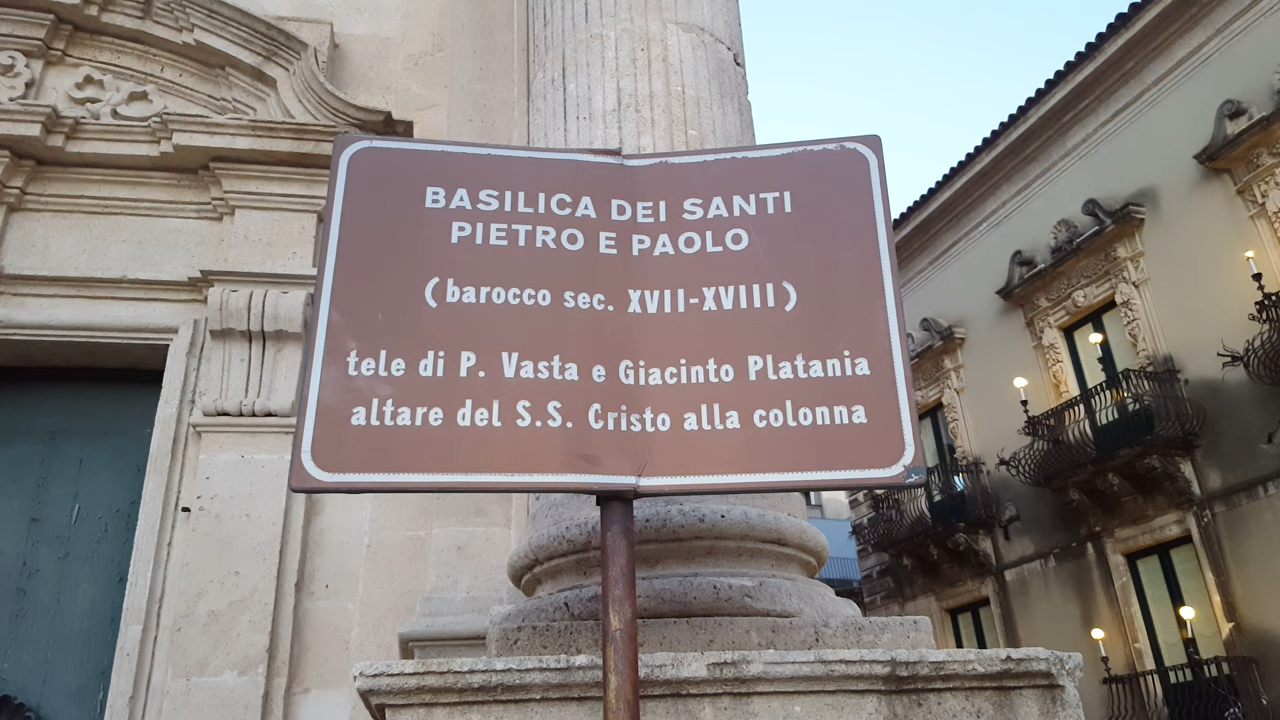 BASILICA DEI SANTI
PIETRO E PAOLO
(barocco sec. XVII-XVIII)
tele di P. Vasta e Giacinto Platania
altare del S.S. Cristo alla colonna